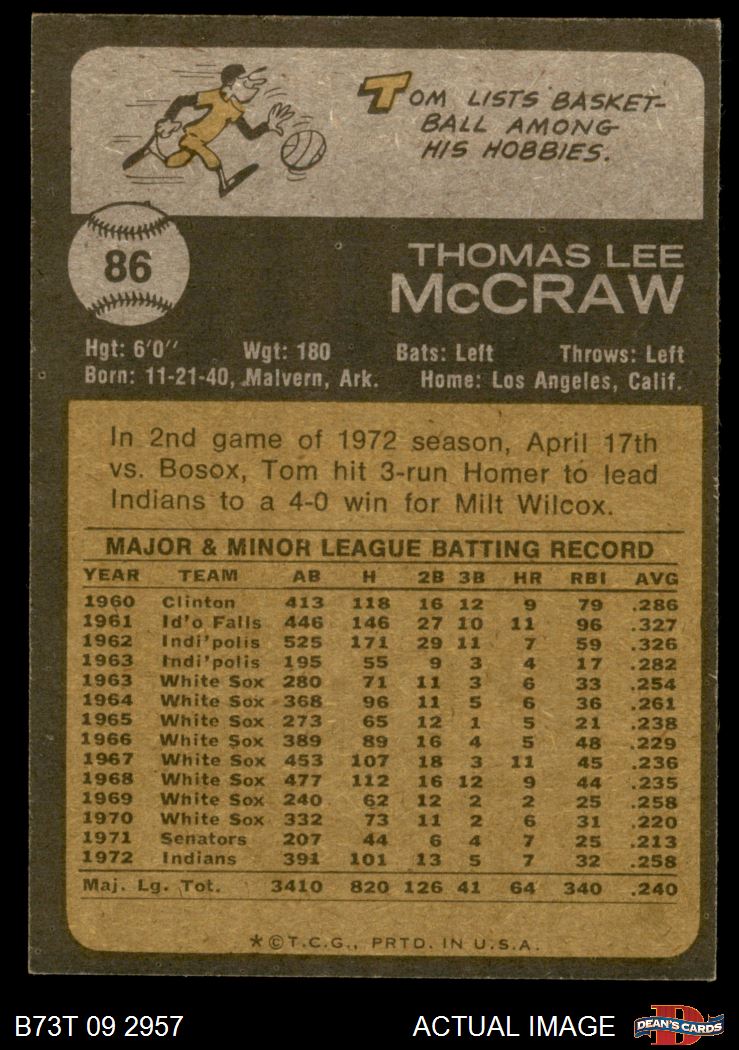 TOM LISTS BASKET-
BALL AMONG
HIS HOBBIES.
86
THOMAS LEE
McCRAW
Hgt: 6'0" Wgt: 180 Bats: Left Throws: Left
Born: 11-21-40, Malvern, Ark. Home: Los Angeles, Calif.
In 2nd game of 1972 season, April 17th
vs. Bosox, Tom hit 3-run Homer to lead
Indians to a 4-0 win for Milt Wilcox.
MAJOR & MINOR LEAGUE BATTING RECORD
YEAR TEAM AB H 2B 3B HR RBI AVG
1960 Clinton 413 118 16 12 9 79 .286
1961 Id'o Falls 446 146 27 10 11 96 .327
1962 Indi'polis 525 171 29 11 7 59 .326
1963 Indi'polis 195 55 9 3 4 17 .282
1963 White Sox 280 71 11 3 6 33 .254
1964 White Sox 368 96 11 5 6 36 .261
1965 White Sox 273 65 12 1 5 21 .238
1966 White Sox 389 89 16 4 5 48 .229
1967 White Sox 453 107 18 3 11 45 .236
1968 White Sox 477 112 16 12 9 44 .235
1969 White Sox 240 62 12 2 2 25 .258
1970 White Sox 332 73 11 2 6 31 .220
1971 Senators 207 44 6 4 7 25 .213
1972 Indians 391 101 13 5 7 32 .258
Maj. Lg. Tot. 3410 820 126 41 64 340 .240
*©T.C.G., PRTD. IN U.S.A.
B73T 09 2957 ACTUAL IMAGE DEAN'S CARDS